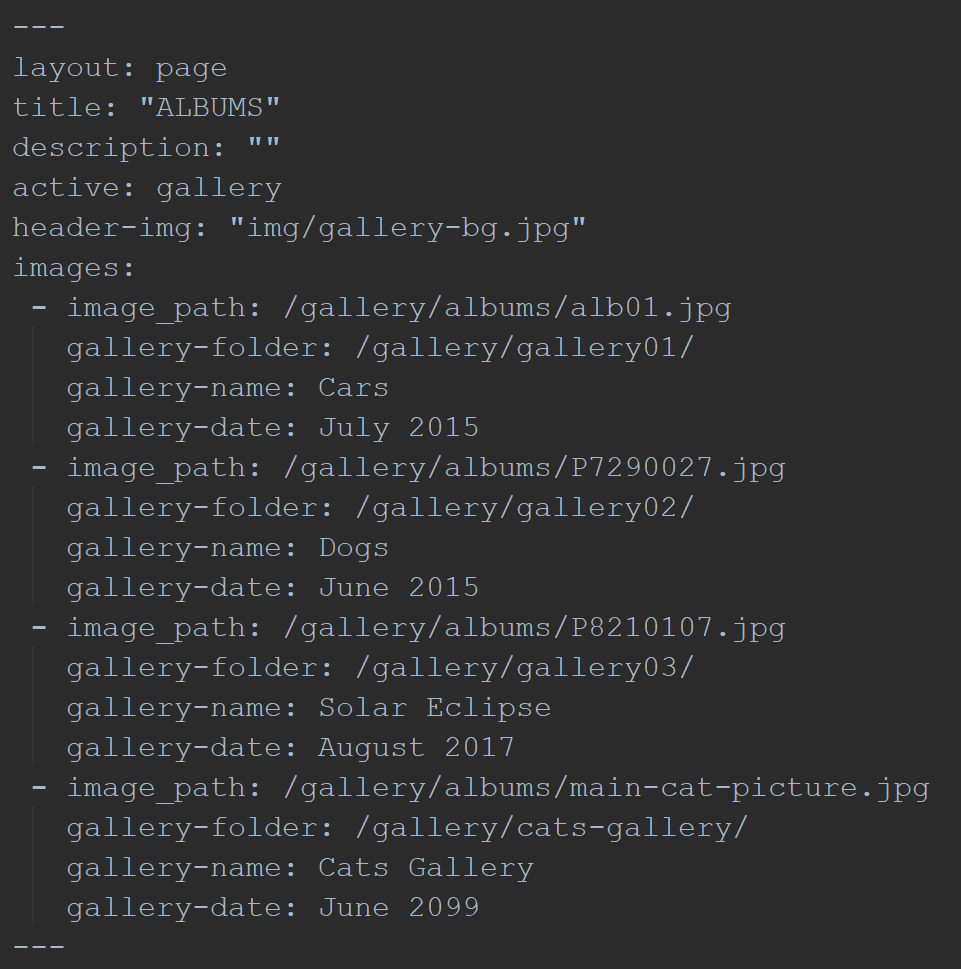 ---
layout: page
title: "ALBUMS"
description: ""
active: gallery
header-img: "img/gallery-bg.jpg"
images:
 - image_path: /gallery/albums/alb01.jpg
   gallery-folder: /gallery/gallery01/
   gallery-name: Cars
   gallery-date: July 2015
 - image_path: /gallery/albums/P7290027.jpg
   gallery-folder: /gallery/gallery02/
   gallery-name: Dogs
   gallery-date: June 2015
 - image_path: /gallery/albums/P8210107.jpg
   gallery-folder: /gallery/gallery03/
   gallery-name: Solar Eclipse
   gallery-date: August 2017
 - image_path: /gallery/albums/main-cat-picture.jpg
   gallery-folder: /gallery/cats-gallery/
   gallery-name: Cats Gallery
   gallery-date: June 2099
---